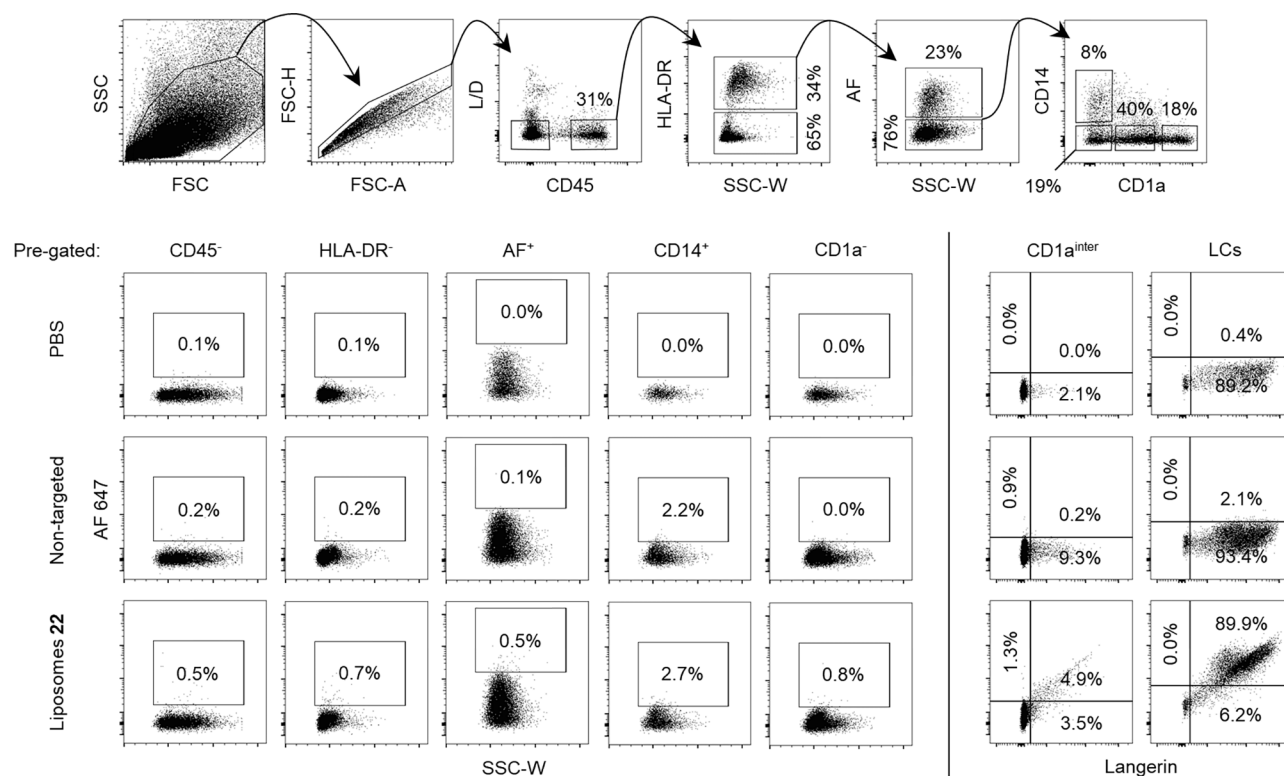 SSC
FSC
FSC-H
FSC-A
L/D
31%
CD45
HLA-DR
34%
65%
SSC-W
AF
23%
76%
SSC-W
CD14
8%
40%
18%
19%
CD1a
Pre-gated:
CD45-
HLA-DR-
AF+
CD14+
CD1a-
CD1a inter
LCs
PBS
0.1%
0.1%
0.0%
0.0%
0.0%
0.0%
0.0%
2.1%
0.0%
0.4%
89.2%
Non-targeted
AF 647
0.2%
0.2%
0.1%
2.2%
0.0%
0.9%
0.2%
9.3%
0.0%
2.1%
93.4%
Liposomes 22
0.5%
0.7%
0.5%
2.7%
0.8%
1.3%
4.9%
3.5%
0.0%
89.9%
6.2%
SSC-W
Langerin